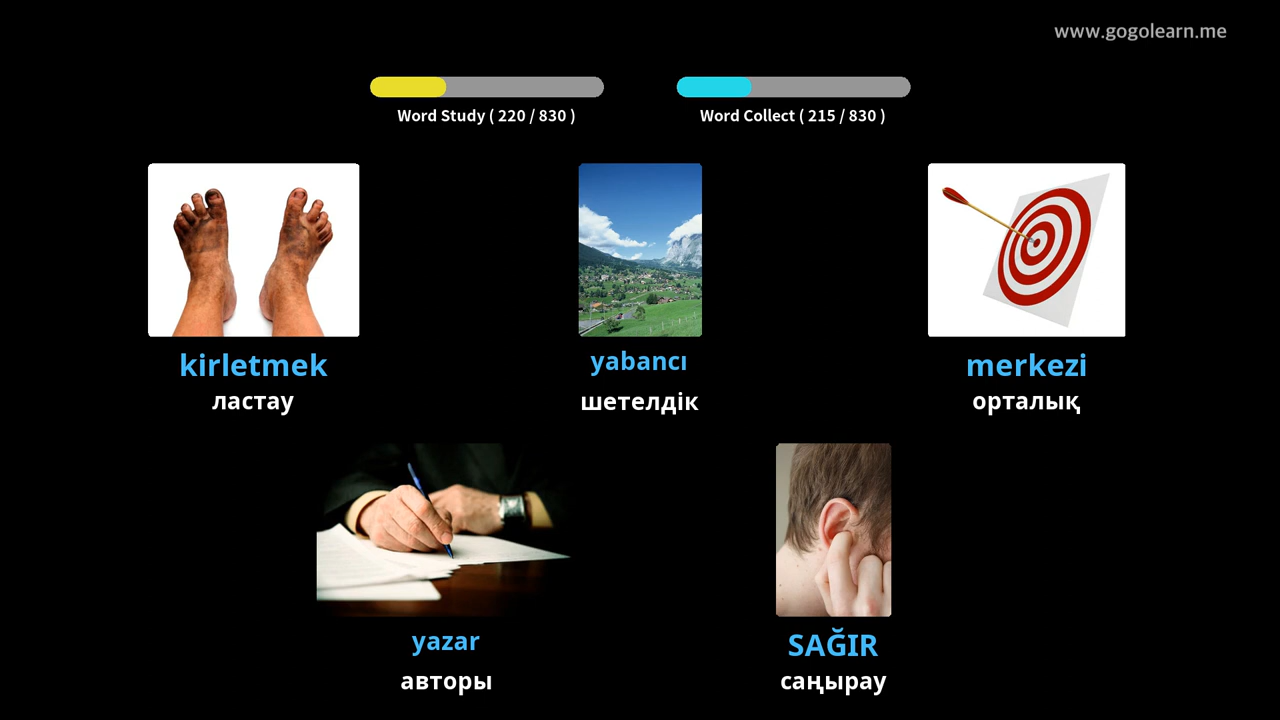 www.gogolearn.me
Word Study ( 220 / 830 )
Word Collect ( 215 / 830 )
kirletmek
ластау
yabancı
шетелдік
merkezi
орталық
yazar
авторы
SAĞIR
саңырау